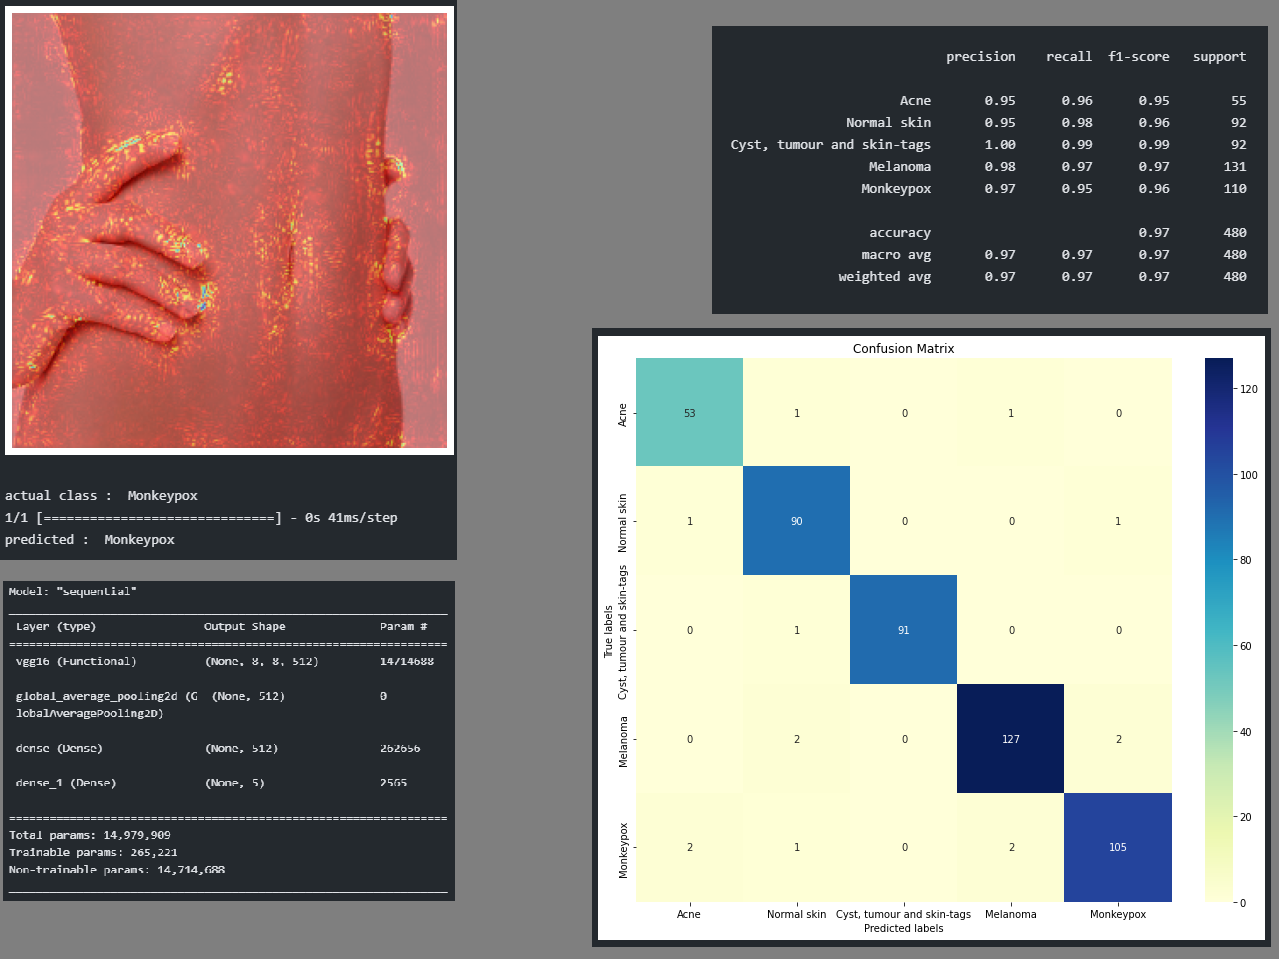 actual class :  Monkeypox
1/1 [==============================] - 0s 41ms/step
predicted :  Monkeypox
Model: "sequential"
Layer (type) Output Shape Param #
vgg16 (Functional) (None, 8, 8, 512) 14714688
global_average_pooling2d (G (None, 512) 0
lobalAveragePooling2D)
dense (Dense) (None, 512) 262656
dense_1 (Dense) (None, 5) 2565
Total params: 14,979,909
Trainable params: 265,221
Non-trainable params: 14,714,688
precision recall f1-score support
Acne 0.95 0.96 0.95 55
Normal skin 0.95 0.98 0.96 92
Cyst, tumour and skin-tags 1.00 0.99 0.99 92
Melanoma 0.98 0.97 0.97 131
Monkeypox 0.97 0.95 0.96 110
accuracy 0.97 480
macro avg 0.97 0.97 0.97 480
weighted avg 0.97 0.97 0.97 480
Confusion Matrix
True labels
Acne 53 1 0 1 0
Normal skin 1 90 0 0 1
Cyst, tumour and skin-tags 0 1 91 0 0
Melanoma 0 2 0 127 2
Monkeypox 2 1 0 2 105
Acne Normal skin Cyst, tumour and skin-tags Melanoma Monkeypox
Predicted labels
120
100
80
60
40
20
0